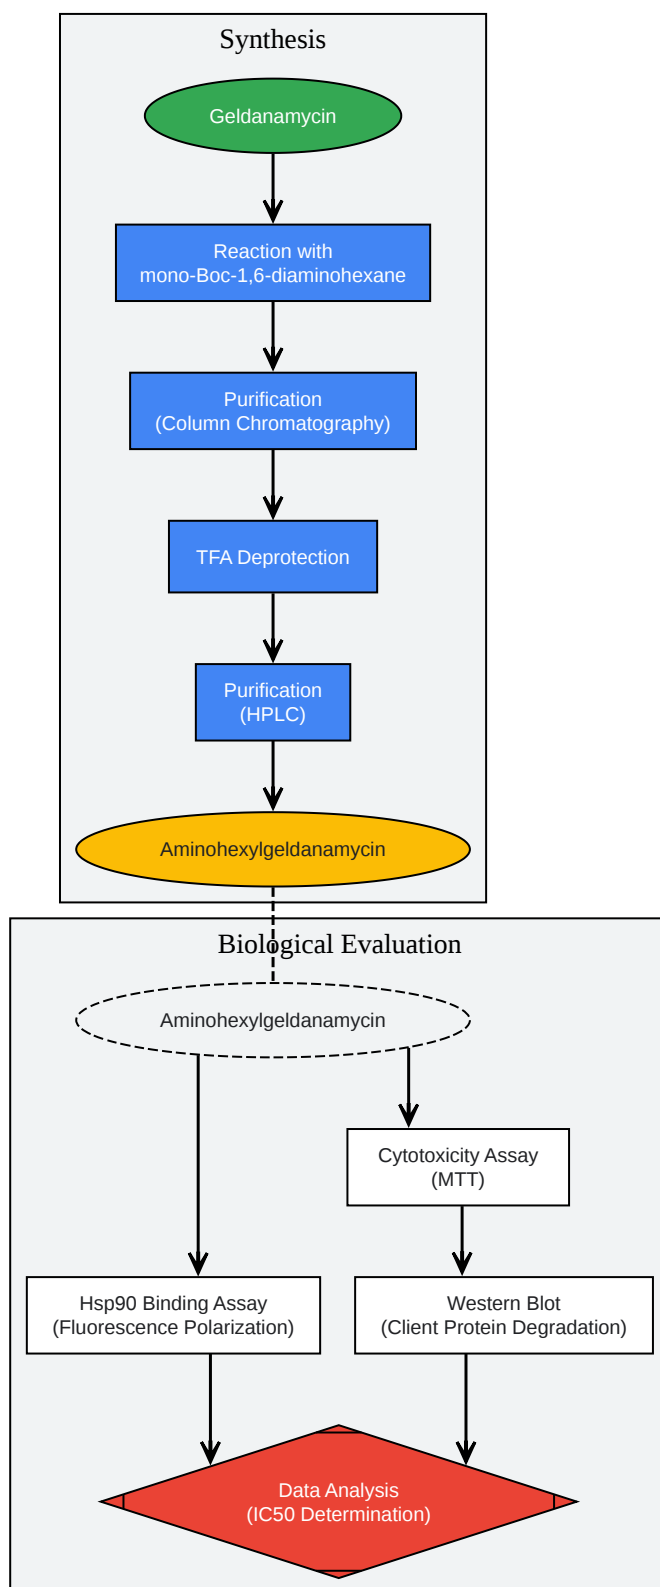 Synthesis
Geldanamycin
Reaction with
mono-Boc-1,6-diaminohexane
Purification
(Column Chromatography)
TFA Deprotection
Purification
(HPLC)
Aminohexylgeldanamycin
Biological Evaluation
Aminohexylgeldanamycin
Cytotoxicity Assay
(MTT)
Hsp90 Binding Assay
(Fluorescence Polarization)
Western Blot
(Client Protein Degradation)
Data Analysis
(IC50 Determination)